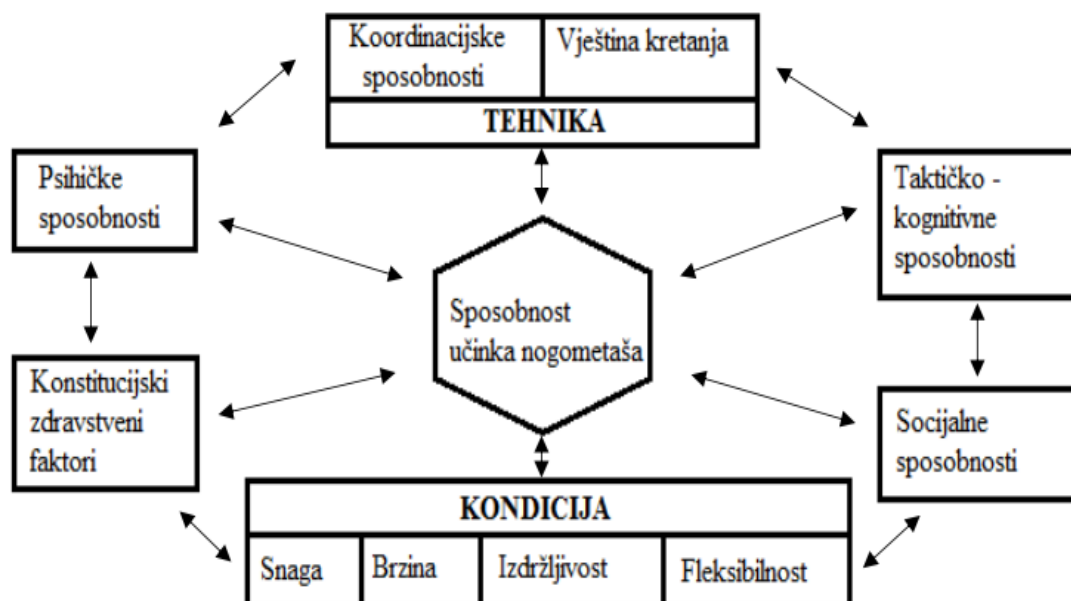 Koordinacijske
sposobnosti
Vještina kretanja
TEHNIKA
Psihičke
sposobnosti
Taktičko -
kognitivne
sposobnosti
Sposobnost
učinka nogometaša
Konstitucijski
zdravstveni
faktori
Socijalne
sposobnosti
KONDICIJA
Snaga
Brzina
Izdržljivost
Fleksibilnost